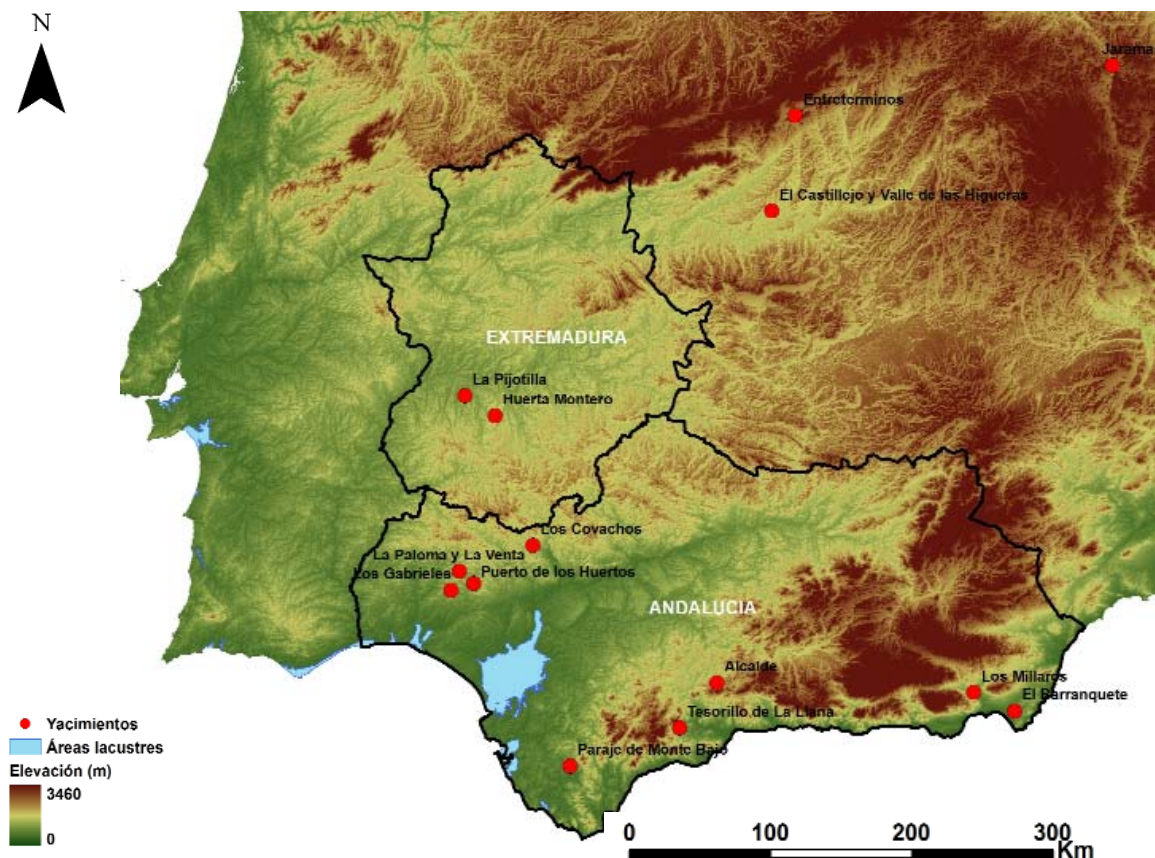 N
Jarama
Entreterminos
El Castillejo y Valle de las Higueras
EXTREMADURA
La Pijotilla
Huerta Montero
Los Covachos
La Paloma y La Venta
Puerto de los Huertos
Los Gabrieles
ANDALUCIA
Alcalde
Los Millares
El Barranquete
Tesorillo de La Llana
Paraje de Monte Bajo
Yacimientos
Áreas lacustres
Elevación (m)
3460
0
0 100 200 300
Km